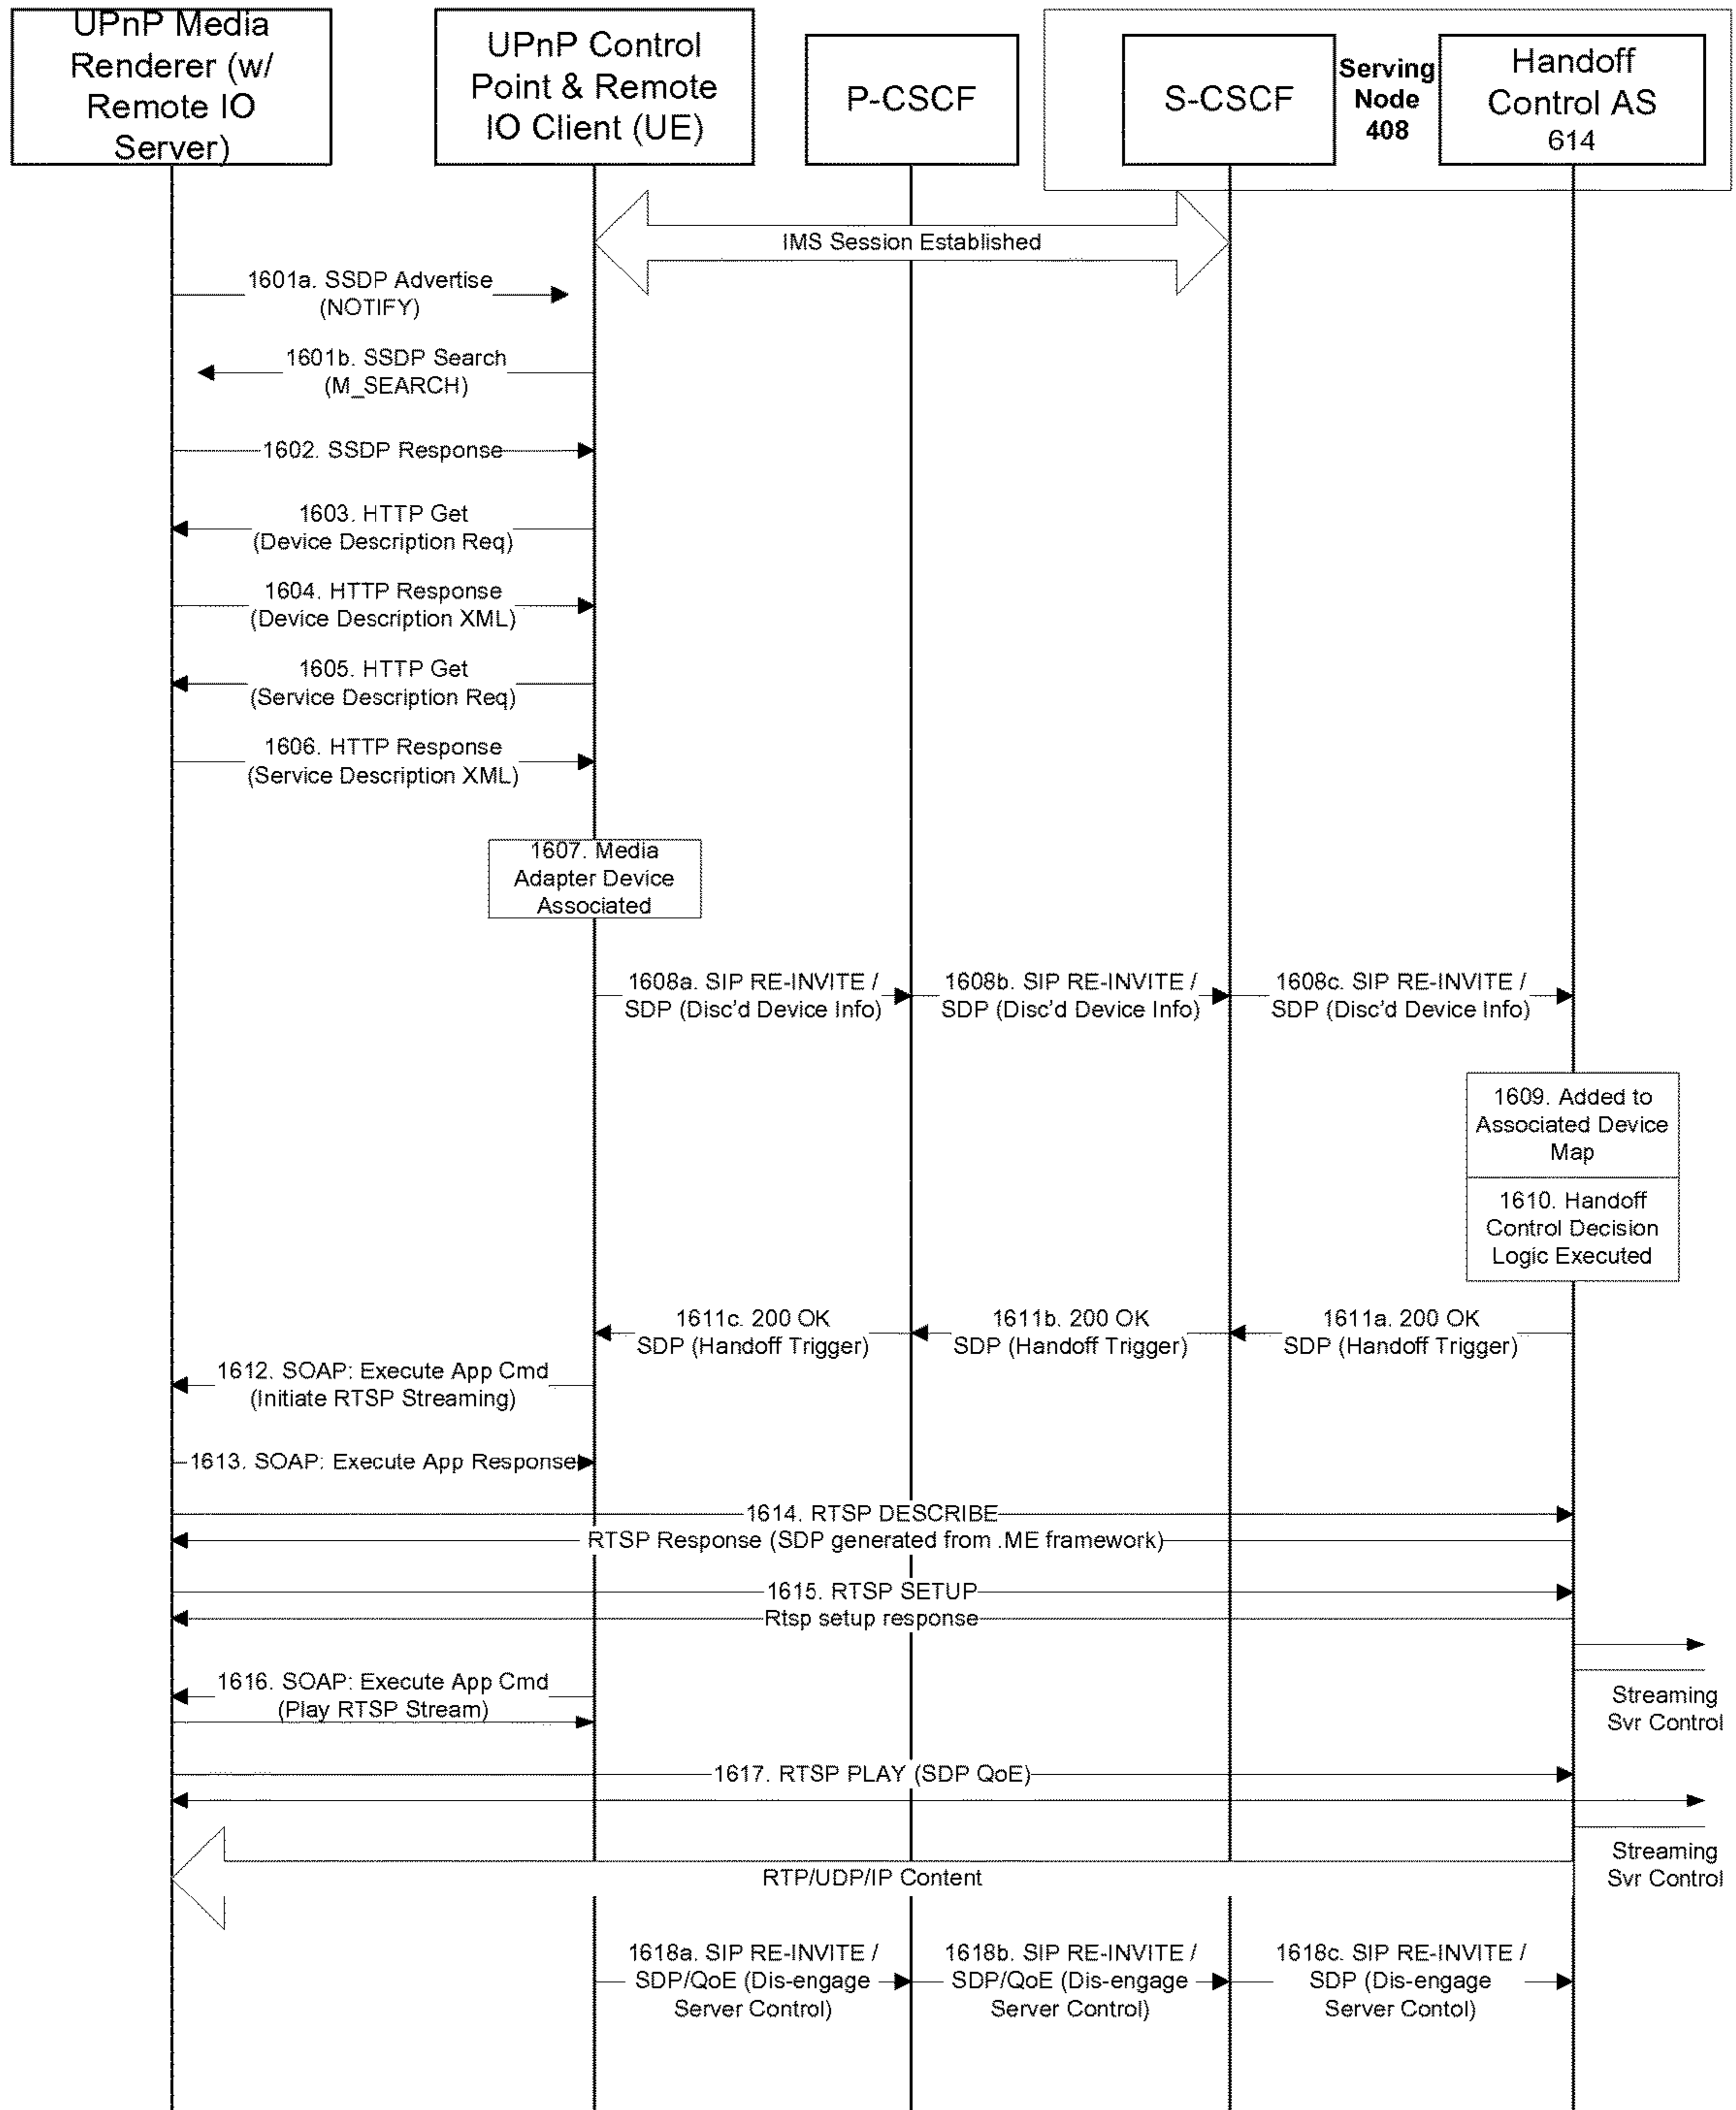 UPnP Media
Renderer (w/
Remote IO
Server)
UPnP Control
Point & Remote
IO Client (UE)
P-CSCF
S-CSCF
Serving
Node
408
Handoff
Control AS
614
IMS Session Established
1601a. SSDP Advertise
(NOTIFY)
1601b. SSDP Search
(M_SEARCH)
1602. SSDP Response
1603. HTTP Get
(Device Description Req)
1604. HTTP Response
(Device Description XML)
1605. HTTP Get
(Service Description Req)
1606. HTTP Response
(Service Description XML)
1607. Media
Adapter Device
Associated
1608a. SIP RE-INVITE /
SDP (Disc'd Device Info)
1608b. SIP RE-INVITE /
SDP (Disc'd Device Info)
1608c. SIP RE-INVITE /
SDP (Disc'd Device Info)
1609. Added to
Associated Device
Map
1610. Handoff
Control Decision
Logic Executed
1611c. 200 OK
SDP (Handoff Trigger)
1611b. 200 OK
SDP (Handoff Trigger)
1611a. 200 OK
SDP (Handoff Trigger)
1612. SOAP: Execute App Cmd
(Initiate RTSP Streaming)
1613. SOAP: Execute App Response
1614. RTSP DESCRIBE
RTSP Response (SDP generated from .ME framework)
1615. RTSP SETUP
Rtsp setup response
1616. SOAP: Execute App Cmd
(Play RTSP Stream)
Streaming
Svr Control
1617. RTSP PLAY (SDP QoE)
Streaming
Svr Control
RTP/UDP/IP Content
1618a. SIP RE-INVITE /
SDP/QoE (Dis-engage
Server Control)
1618b. SIP RE-INVITE /
SDP/QoE (Dis-engage
Server Control)
1618c. SIP RE-INVITE /
SDP (Dis-engage
Server Contol)